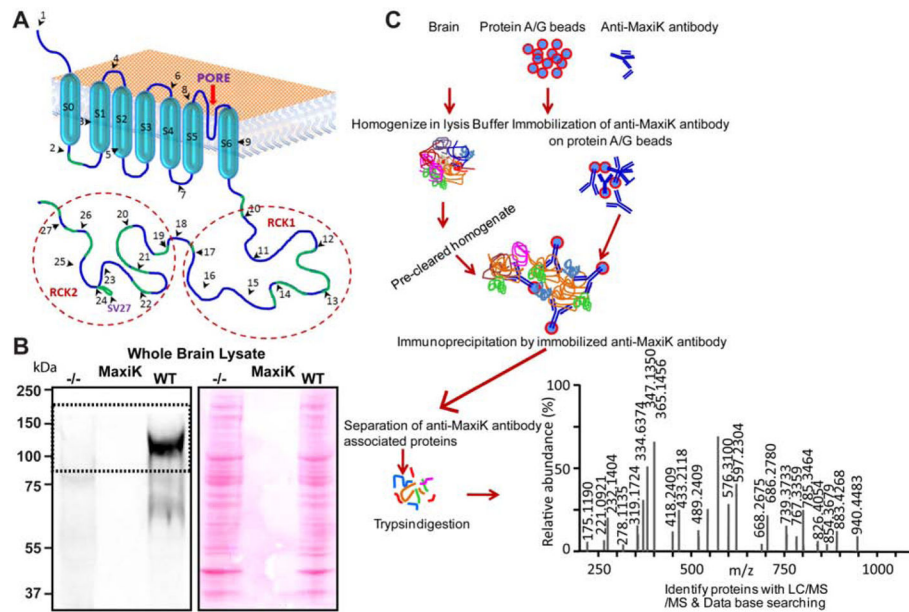 A
1
4
6
8
PORE
S0
S1
S2
S3
S4
S5
S6
3
2
5
9
7
10
RCK1
11
12
13
14
15
16
17
18
19
20
21
22
23
24
25
26
27
RCK2
SV27
B
Whole Brain Lysate
kDa
-/- MaxiK WT
-/- MaxiK WT
250
150
100
75
55
37
C
Brain Protein A/G beads Anti-MaxiK antibody
Homogenize in lysis Buffer Immobilization of anti-MaxiK antibody
on protein A/G beads
Pre-cleared homogenate
Immunoprecipitation by immobilized anti-MaxiK antibody
Separation of anti-MaxiK antibody
associated proteins
Trypsin digestion
Relative abundance (%)
100
50
0
175.1190
221.0921
232.1404
278.1135
319.1724
334.6374
347.1350
365.1456
418.2409
433.2118
489.2409
576.3100
597.2304
668.2675
686.2780
739.3733
767.3359
785.3464
826.4054
854.3679
883.4268
940.4483
250 500 m/z 750 1000
Identify proteins with LC/MS
/MS & Data base searching